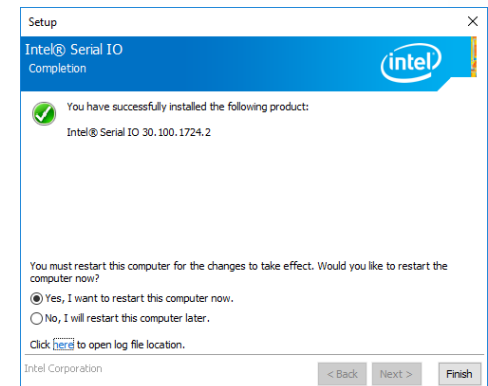 Setup
Intel® Serial IO
Completion
intel®
You have successfully installed the following product:
Intel® Serial IO 30.100.1724.2
You must restart this computer for the changes to take effect. Would you like to restart the
computer now?
Yes, I want to restart this computer now.
No, I will restart this computer later.
Click here to open log file location.
Intel Corporation
< Back Next > Finish